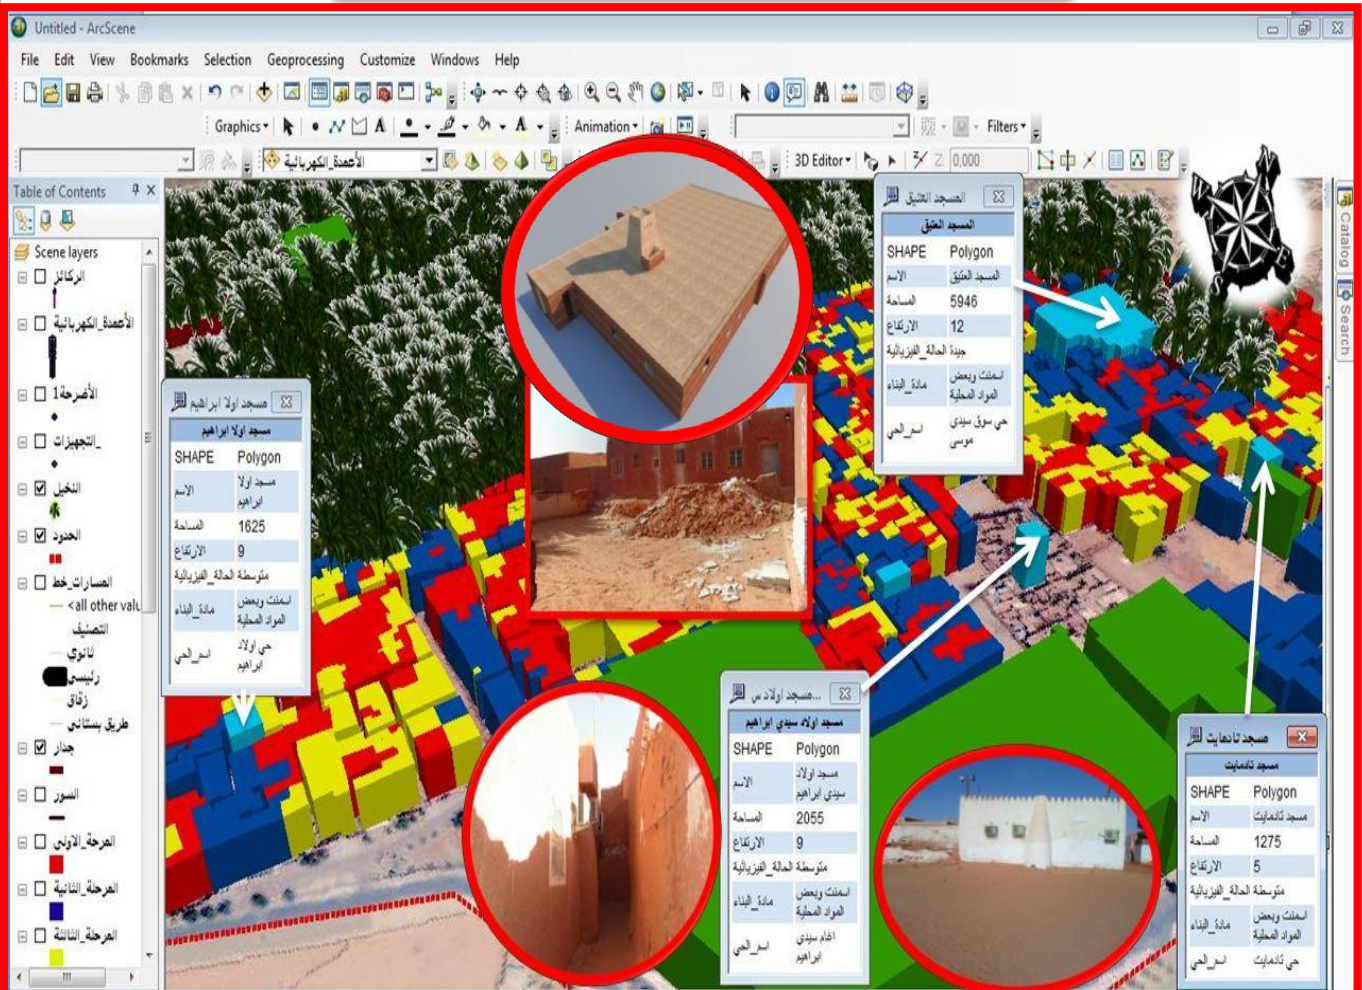 Untitled - ArcScene
File Edit View Bookmarks Selection Geoprocessing Customize Windows Help
Graphics
A
A
Animation
Filters
الأعمدة_الكهربائية
3D Editor
Z:
0,000
Table of Contents
Scene layers
الركائز
الأعمدة_الكهربائية
الأضرحة1
_التجهيزات
النخيل
الحدود
المسارات_خط
<all other valu
التصنيف
ثانوي
رئيسي
زقاق
طريق بستاني
جدار
السور
المرحلة_الاولى
المرحلة_الثانية
المرحلة_الثالثة
مسجد اولا ابراهيم
مسجد اولا ابراهيم
SHAPE Polygon
الاسم مسجد اولا
ابراهيم
المساحة 1625
الارتفاع 9
الحالة_الفيزيائية متوسطة
مادة_البناء اسمنت وبعض
المواد المحلية
اسم_الحي حي اولاد
ابراهيم
المسجد العتيق
المسجد العتيق
SHAPE Polygon
الاسم المسجد العتيق
المساحة 5946
الارتفاع 12
الحالة_الفيزيائية جيدة
مادة_البناء اسمنت وبعض
المواد المحلية
اسم_الحي حي سوق سيدي
موسى
مسجد اولاد س...
مسجد اولاد سيدي ابراهيم
SHAPE Polygon
الاسم مسجد اولاد
سيدي ابراهيم
المساحة 2055
الارتفاع 9
الحالة_الفيزيائية متوسطة
مادة_البناء اسمنت وبعض
المواد المحلية
اسم_الحي اغام سيدي
ابراهيم
مسجد تادمايت
مسجد تادمايت
SHAPE Polygon
الاسم مسجد تادمايت
المساحة 1275
الارتفاع 5
الحالة_الفيزيائية متوسطة
مادة_البناء اسمنت وبعض
المواد المحلية
اسم_الحي حي تادمايت
N
E
S
W
Catalog
Search